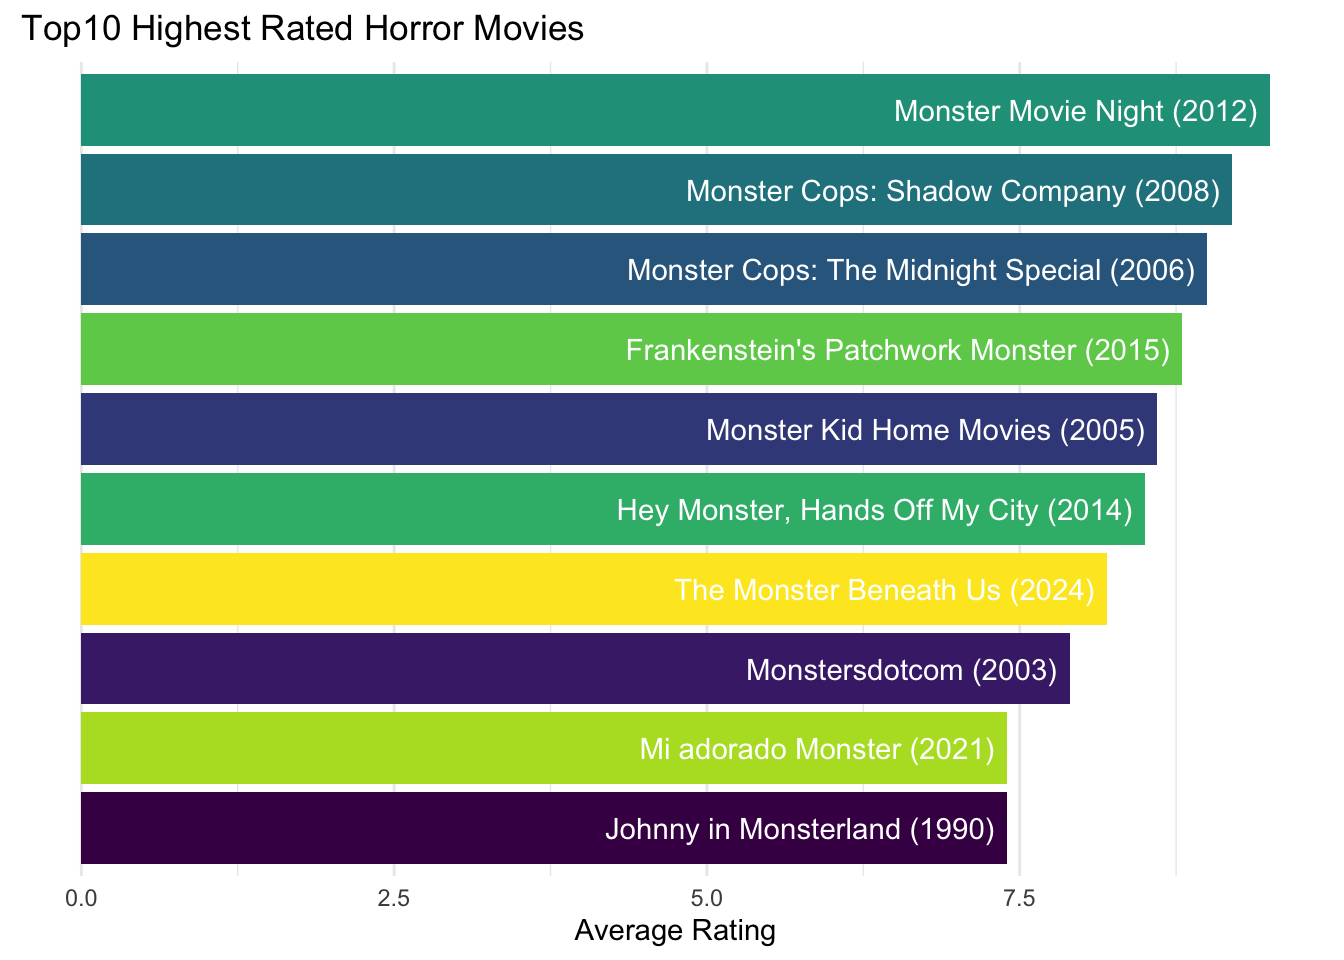 Top10 Highest Rated Horror Movies
Monster Movie Night (2012)
Monster Cops: Shadow Company (2008)
Monster Cops: The Midnight Special (2006)
Frankenstein's Patchwork Monster (2015)
Monster Kid Home Movies (2005)
Hey Monster, Hands Off My City (2014)
The Monster Beneath Us (2024)
Monstersdotcom (2003)
Mi adorado Monster (2021)
Johnny in Monsterland (1990)
0.0 2.5 5.0 7.5
Average Rating